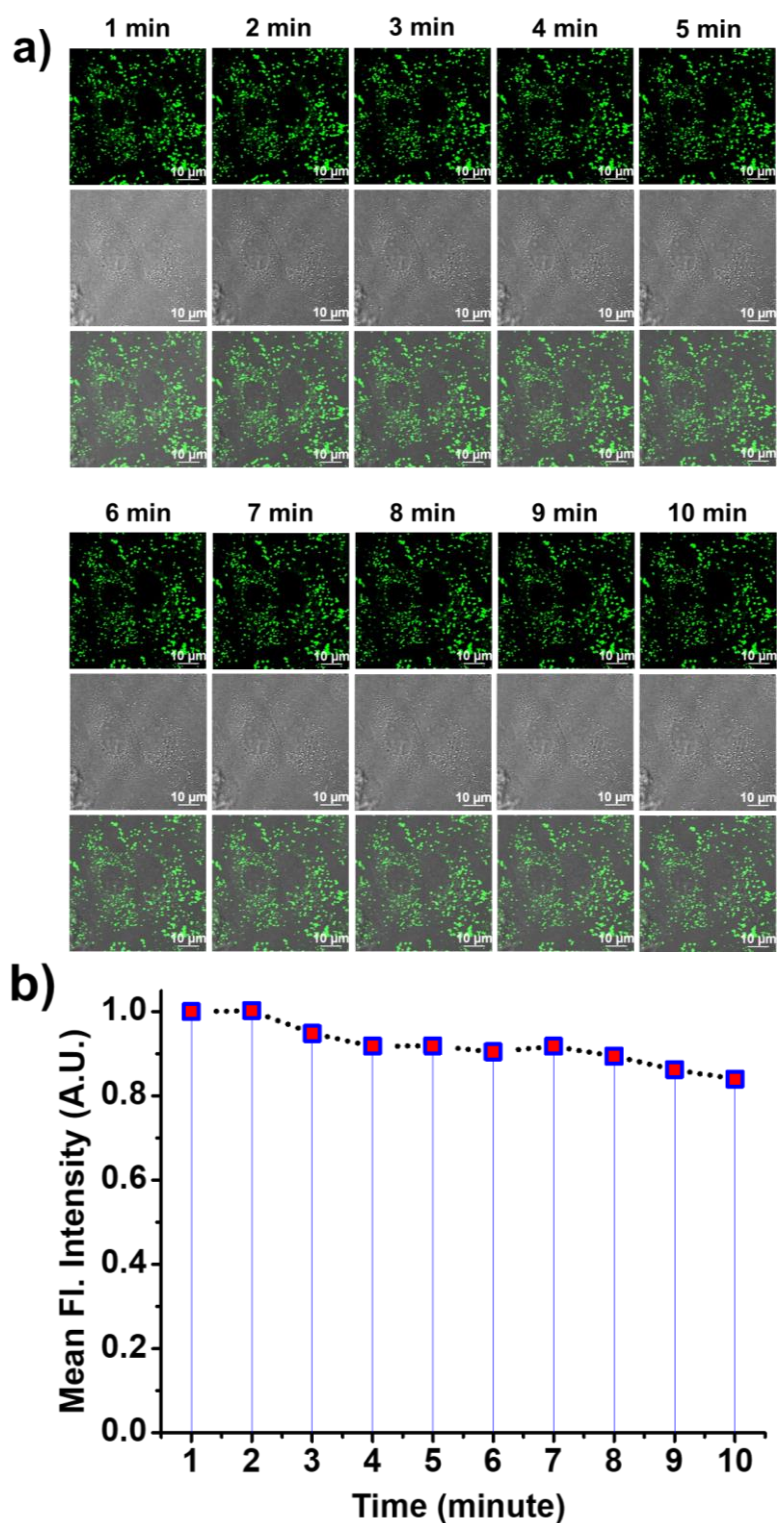 a)
1 min 2 min 3 min 4 min 5 min
10 µm 10 µm 10 µm 10 µm 10 µm
10 µm 10 µm 10 µm 10 µm 10 µm
10 µm 10 µm 10 µm 10 µm 10 µm
6 min 7 min 8 min 9 min 10 min
10 µm 10 µm 10 µm 10 µm 10 µm
10 µm 10 µm 10 µm 10 µm 10 µm
10 µm 10 µm 10 µm 10 µm 10 µm
b)
Mean Fl. Intensity (A.U.)
1.0
0.8
0.6
0.4
0.2
0.0
1 2 3 4 5 6 7 8 9 10
Time (minute)